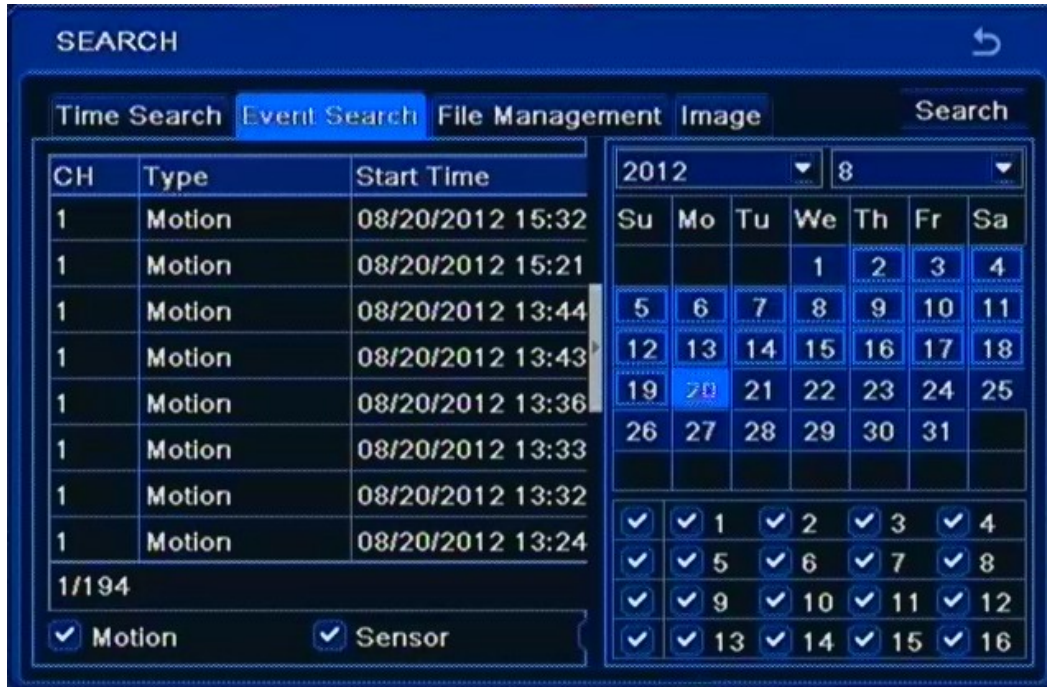 SEARCH
Time Search Event Search File Management Image Search
CH Type Start Time
1 Motion 08/20/2012 15:32
1 Motion 08/20/2012 15:21
1 Motion 08/20/2012 13:44
1 Motion 08/20/2012 13:43
1 Motion 08/20/2012 13:36
1 Motion 08/20/2012 13:33
1 Motion 08/20/2012 13:32
1 Motion 08/20/2012 13:24
1/194
Motion Sensor
2012 8
Su Mo Tu We Th Fr Sa
1 2 3 4
5 6 7 8 9 10 11
12 13 14 15 16 17 18
19 20 21 22 23 24 25
26 27 28 29 30 31
1 2 3 4
5 6 7 8
9 10 11 12
13 14 15 16